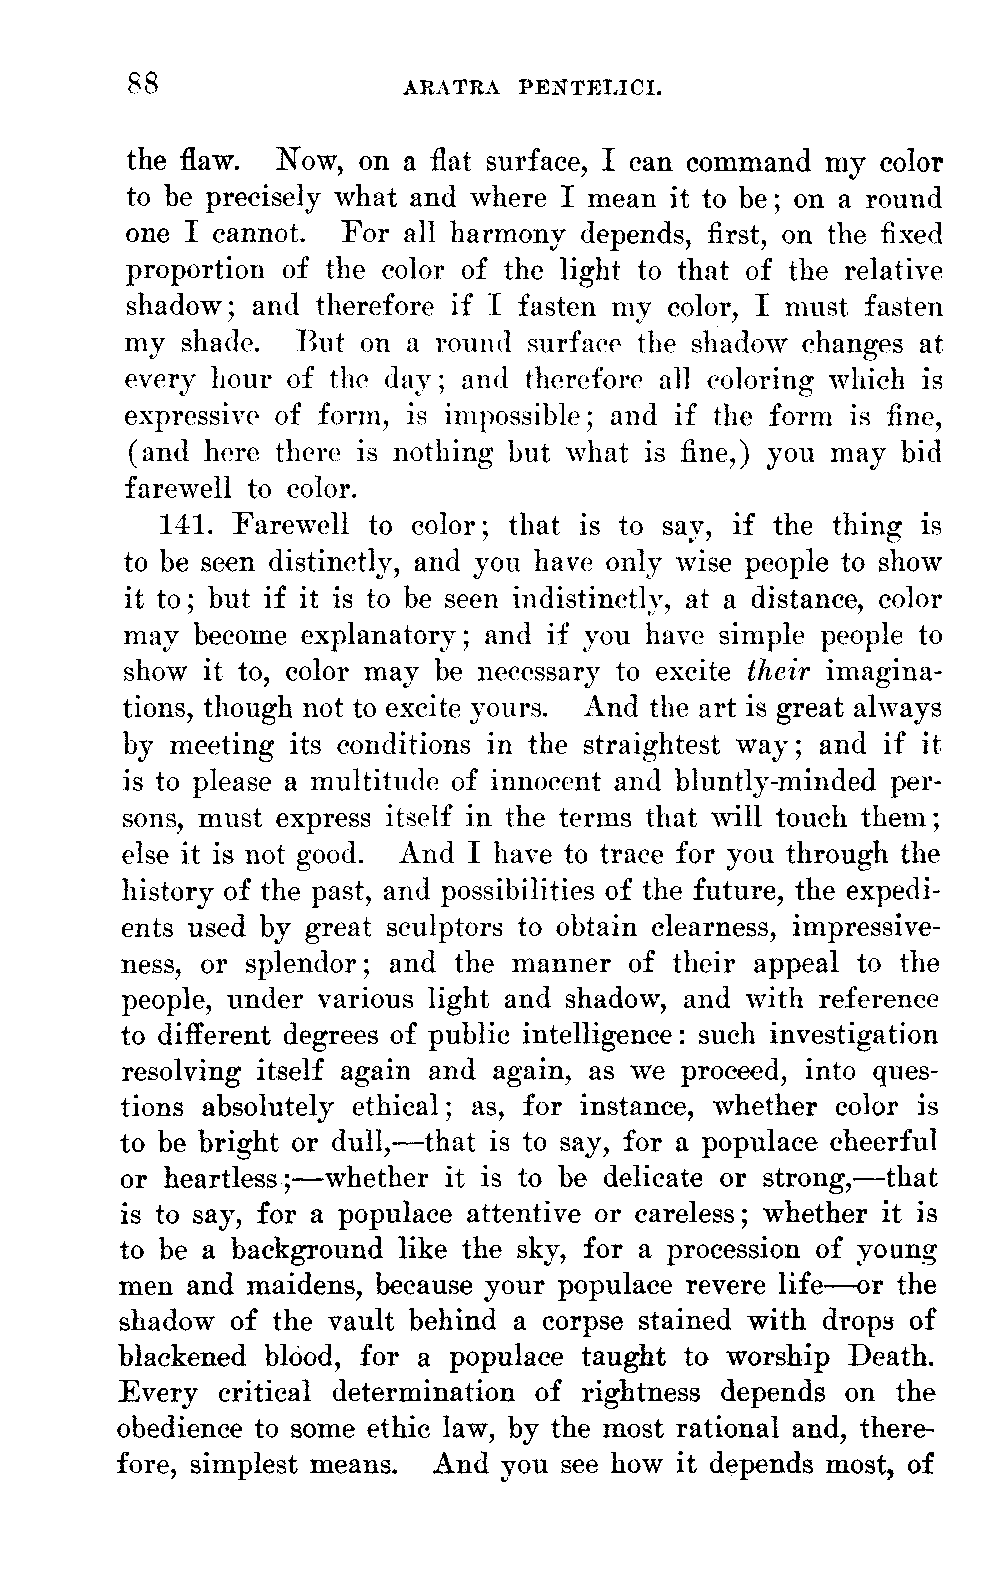 88 ARATRA PENTELICI.
the flaw. Now, on a flat surface, I can command my color
to be precisely what and where I mean it to be; on a round
one I cannot. For all harmony depends, first, on the fixed
proportion of the color of the light to that of the relative
shadow; and therefore if I fasten my color, I must fasten
my shade. But on a round surface the shadow changes at
every hour of the day; and therefore all coloring which is
expressive of form, is impossible; and if the form is fine,
(and here there is nothing but what is fine,) you may bid
farewell to color.
141. Farewell to color; that is to say, if the thing is
to be seen distinctly, and you have only wise people to show
it to; but if it is to be seen indistinctly, at a distance, color
may become explanatory; and if you have simple people to
show it to, color may be necessary to excite their imagina-
tions, though not to excite yours. And the art is great always
by meeting its conditions in the straightest way; and if it
is to please a multitude of innocent and bluntly-minded per-
sons, must express itself in the terms that will touch them;
else it is not good. And I have to trace for you through the
history of the past, and possibilities of the future, the expedi-
ents used by great sculptors to obtain clearness, impressive-
ness, or splendor; and the manner of their appeal to the
people, under various light and shadow, and with reference
to different degrees of public intelligence: such investigation
resolving itself again and again, as we proceed, into ques-
tions absolutely ethical; as, for instance, whether color is
to be bright or dull,—that is to say, for a populace cheerful
or heartless;—whether it is to be delicate or strong,—that
is to say, for a populace attentive or careless; whether it is
to be a background like the sky, for a procession of young
men and maidens, because your populace revere life—or the
shadow of the vault behind a corpse stained with drops of
blackened blood, for a populace taught to worship Death.
Every critical determination of rightness depends on the
obedience to some ethic law, by the most rational and, there-
fore, simplest means. And you see how it depends most, of